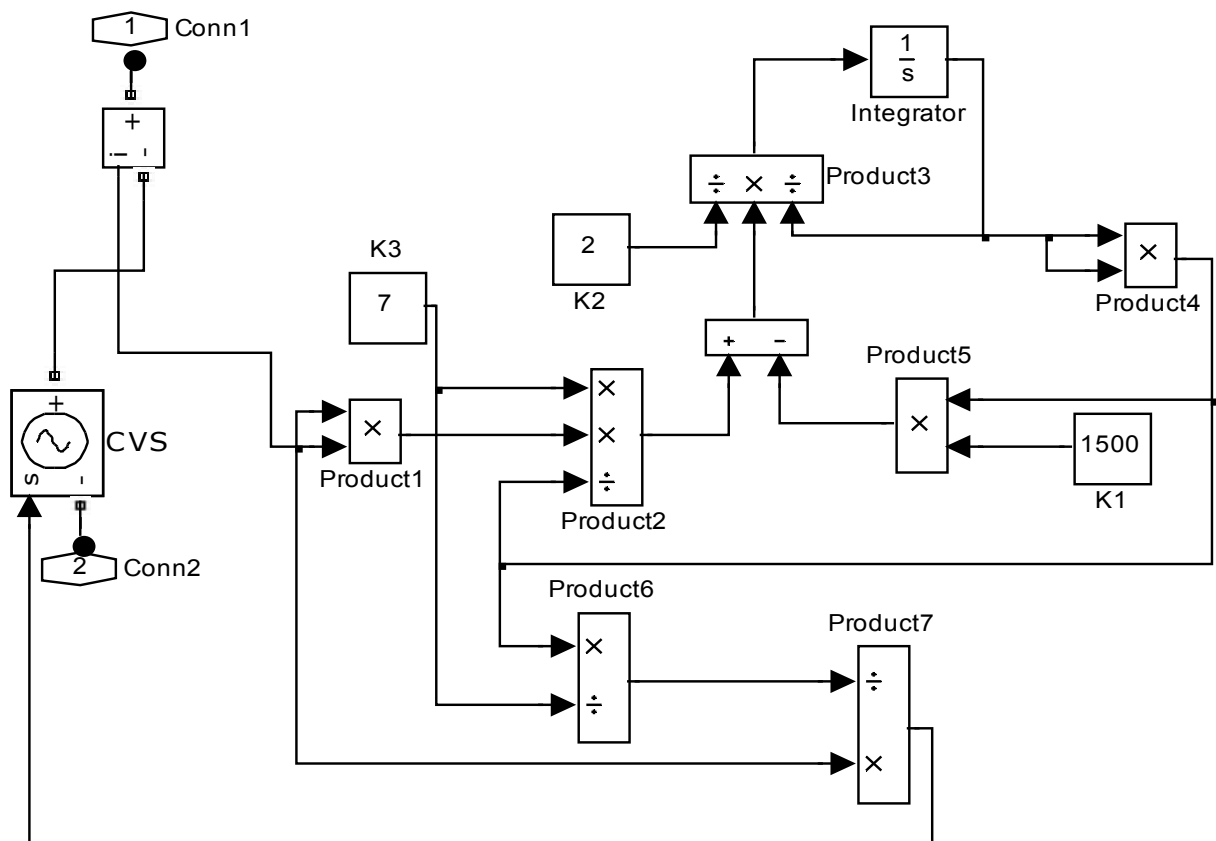 1 Conn1
+
i -
1
s
Integrator
÷ × ÷ Product3
2
K2
K3
7
×
Product4
+ -
Product5
×
1500
K1
+
CVS
s -
2 Conn2
×
Product1
×
×
÷
Product2
Product6
×
÷
Product7
÷
×